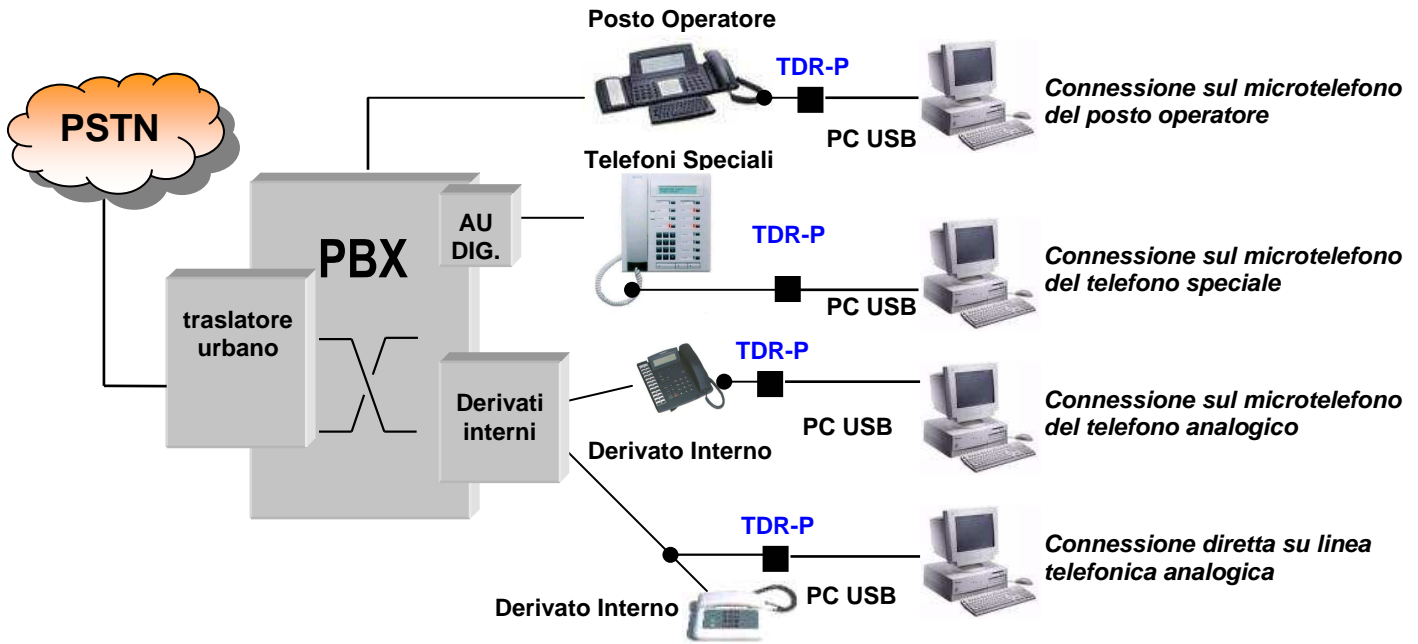 Posto Operatore
TDR-P
PC USB
Connessione sul microtelefono
del posto operatore
PSTN
Telefoni Speciali
AU
DIG.
PBX
TDR-P
PC USB
Connessione sul microtelefono
del telefono speciale
traslatore
urbano
TDR-P
PC USB
Connessione sul microtelefono
del telefono analogico
Derivati
interni
Derivato Interno
TDR-P
PC USB
Connessione diretta su linea
telefonica analogica
Derivato Interno